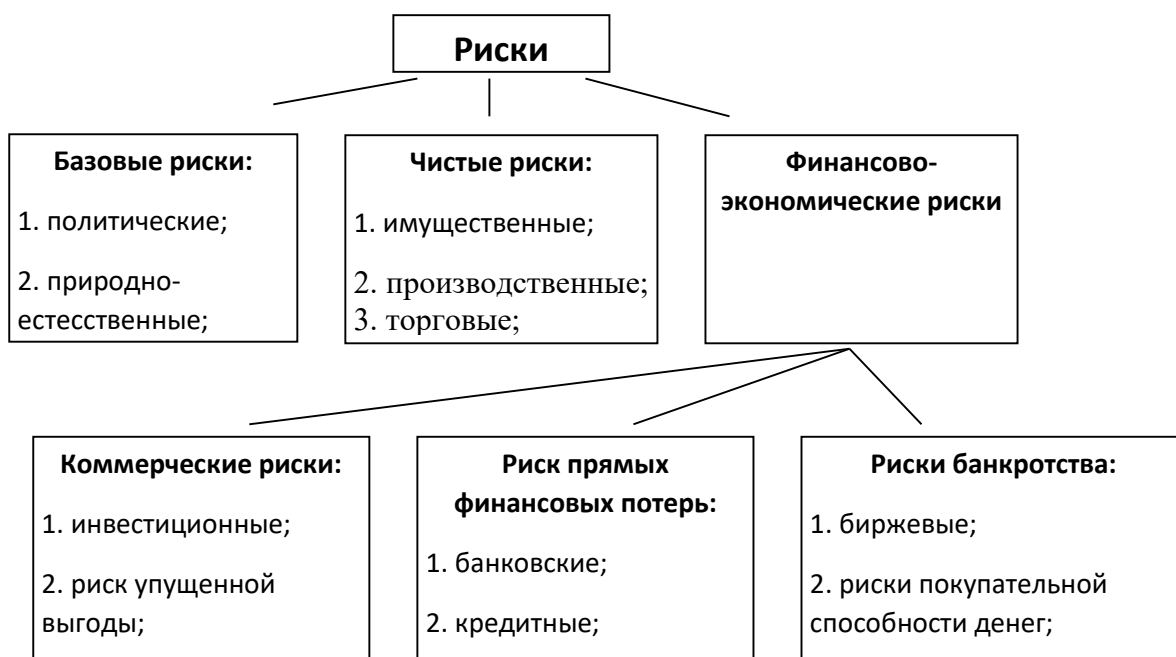 Риски
Базовые риски:
1. политические;
2. природно-
естесственные;
Чистые риски:
1. имущественные;
2. производственные;
3. торговые;
Финансово-
экономические риски
Коммерческие риски:
1. инвестиционные;
2. риск упущенной
выгоды;
Риск прямых
финансовых потерь:
1. банковские;
2. кредитные;
Риски банкротства:
1. биржевые;
2. риски покупательной
способности денег;